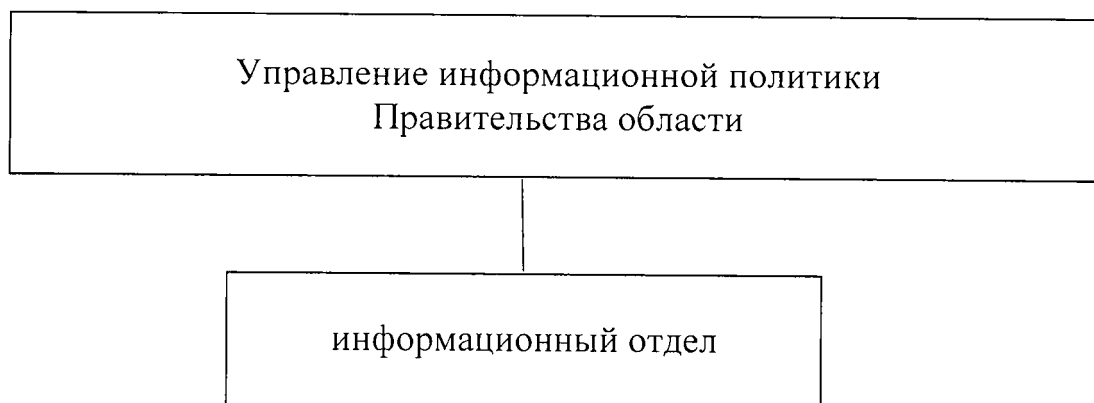 Управление информационной политики
Правительства области
информационный отдел